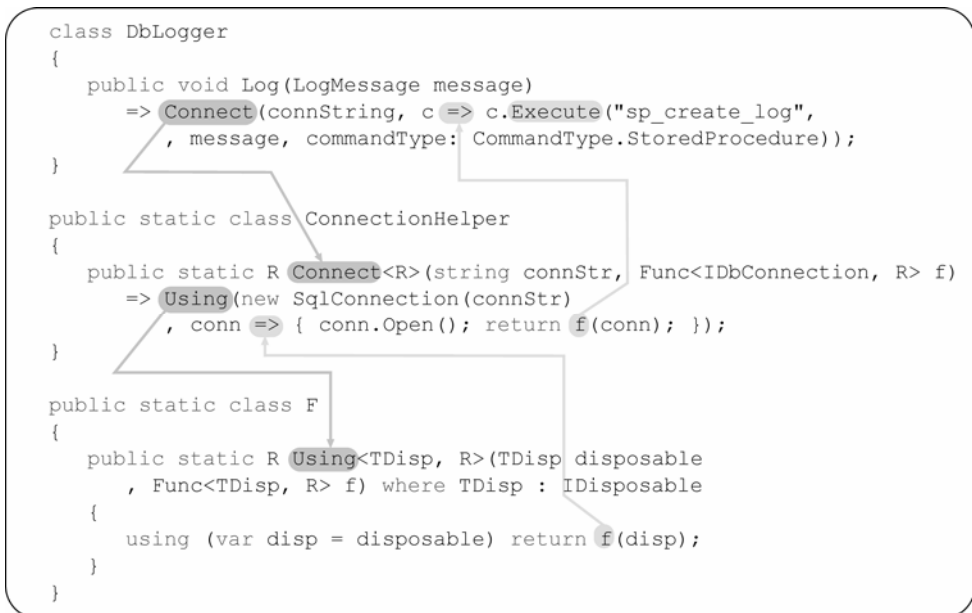 class DbLogger
{
public void Log(LogMessage message)
=> Connect(connString, c => c.Execute("sp_create_log",
, message, commandType: CommandType.StoredProcedure));
}
public static class ConnectionHelper
{
public static R Connect<R>(string connStr, Func<IDbConnection, R> f)
=> Using(new SqlConnection(connStr)
, conn => { conn.Open(); return f(conn); });
}
public static class F
{
public static R Using<TDisp, R>(TDisp disposable
, Func<TDisp, R> f) where TDisp : IDisposable
{
using (var disp = disposable) return f(disp);
}
}